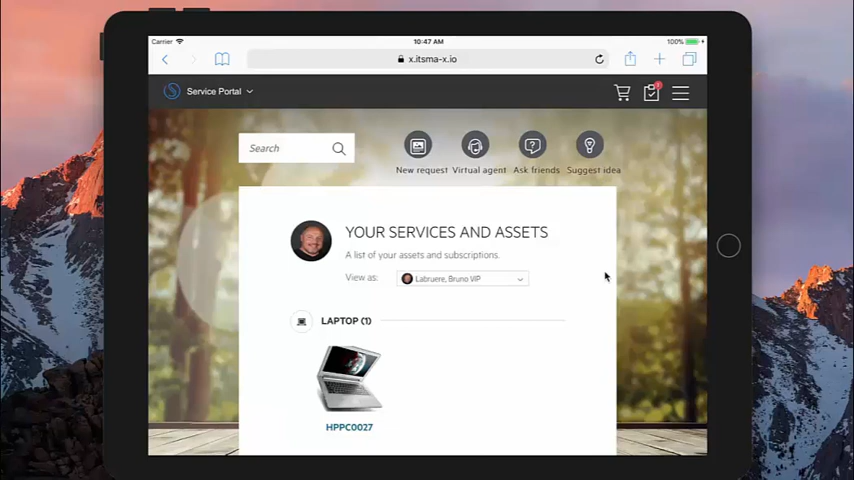 Carrier 10:47 AM 100%
x.itsma-x.io
Service Portal
Search
New request Virtual agent Ask friends Suggest idea
YOUR SERVICES AND ASSETS
A list of your assets and subscriptions.
View as: Labruere, Bruno VIP
LAPTOP (1)
HPPC0027